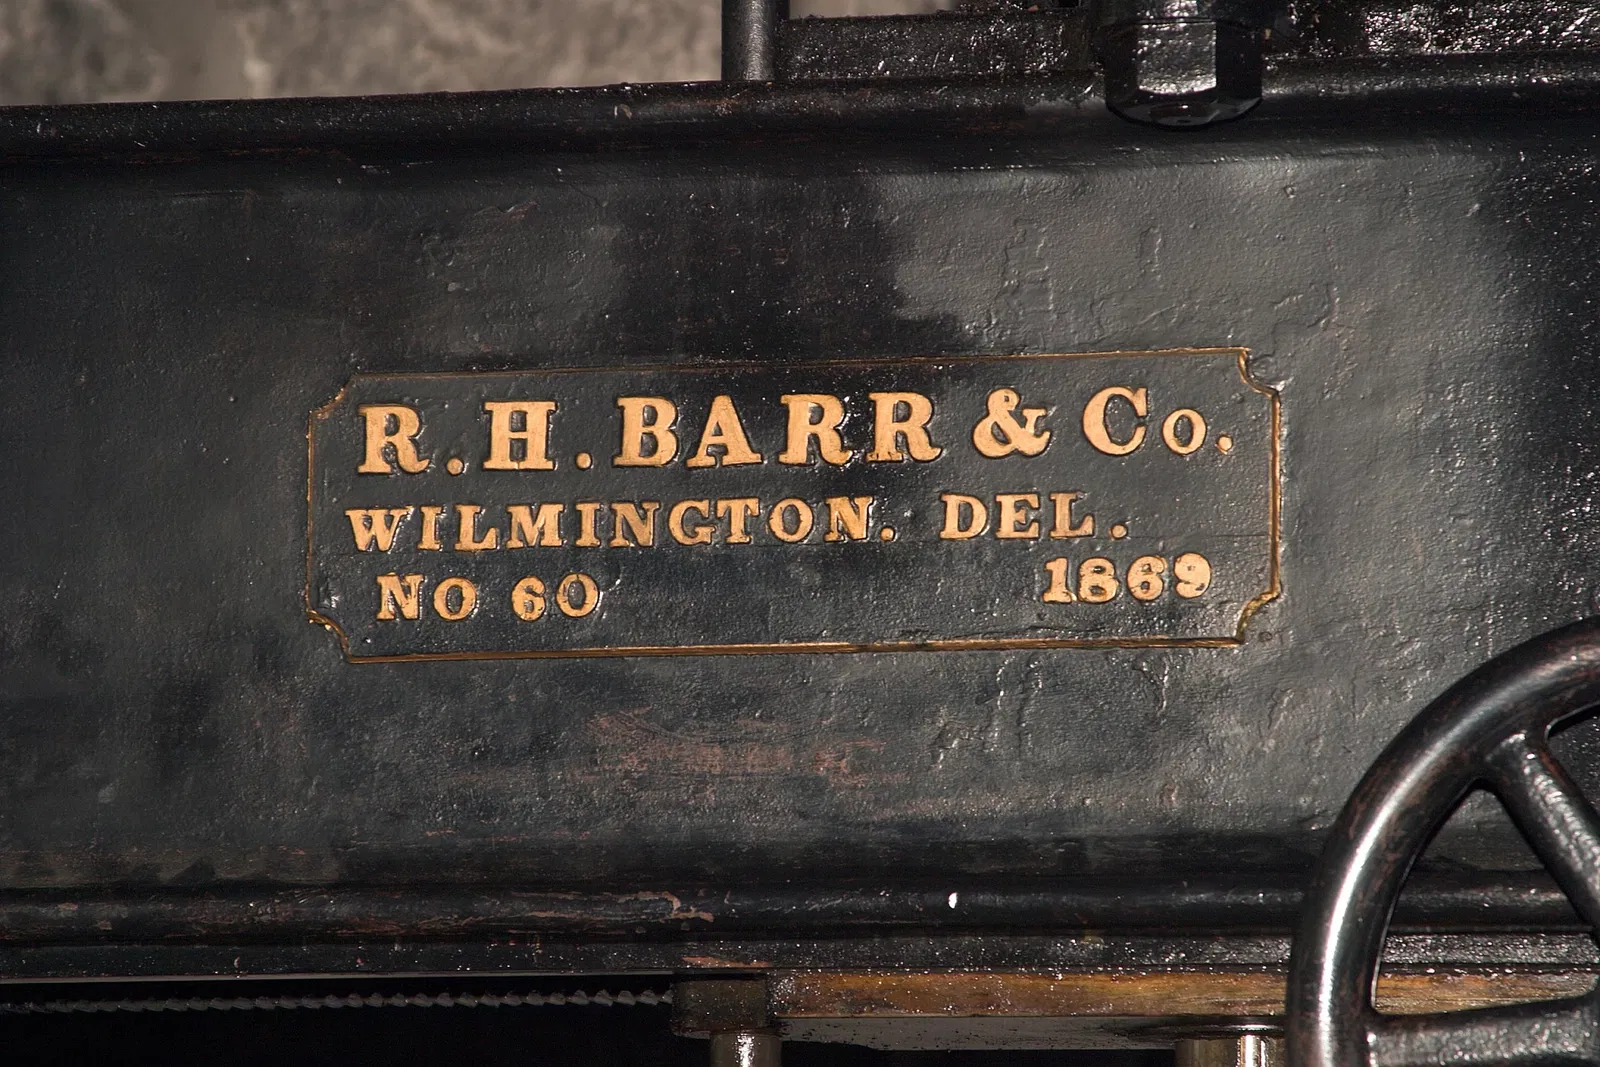 R.H.BARR & Co.
WILMINGTON. DEL.
NO 60 1869